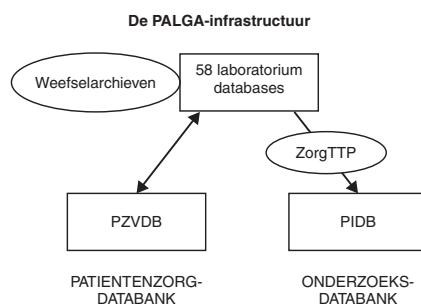 De PALGA-infrastructuur
Weefselarchieven
58 laboratorium
databases
ZorgTTP
PZVDB
PIDB
PATIENTENZORG-
DATABANK
ONDERZOEKS-
DATABANK